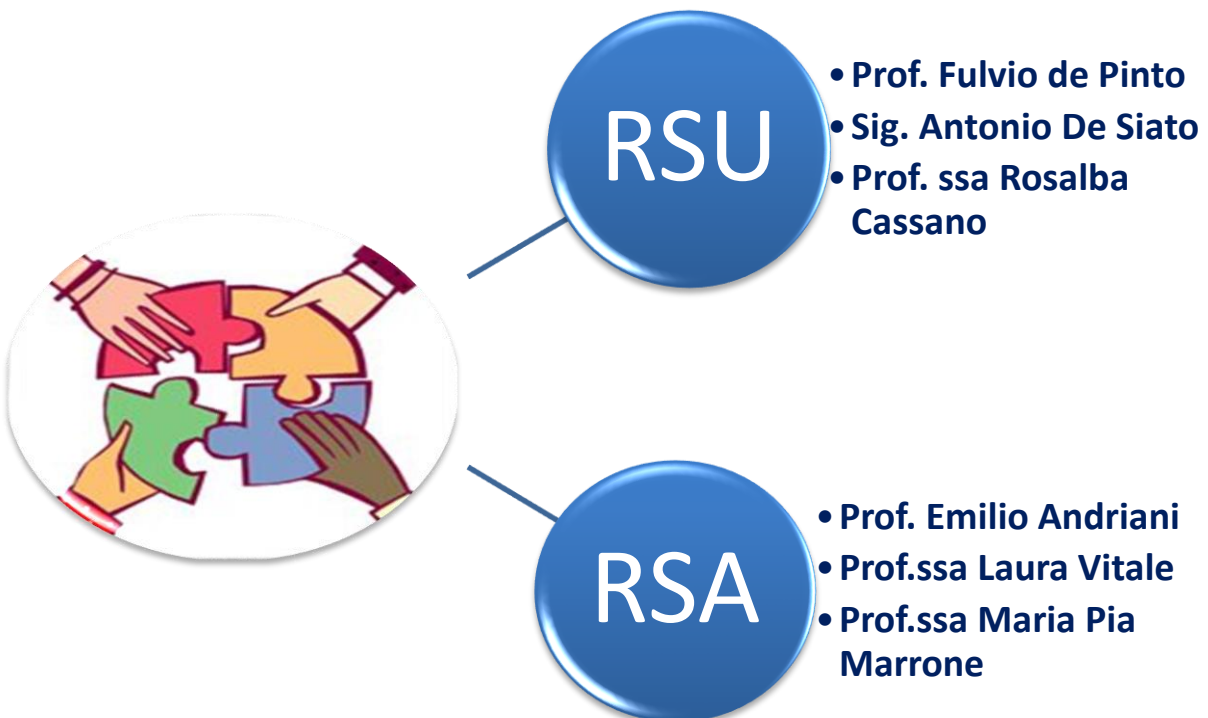 RSU
• Prof. Fulvio de Pinto
• Sig. Antonio De Siato
• Prof. ssa Rosalba
Cassano
RSA
• Prof. Emilio Andriani
• Prof.ssa Laura Vitale
• Prof.ssa Maria Pia
Marrone